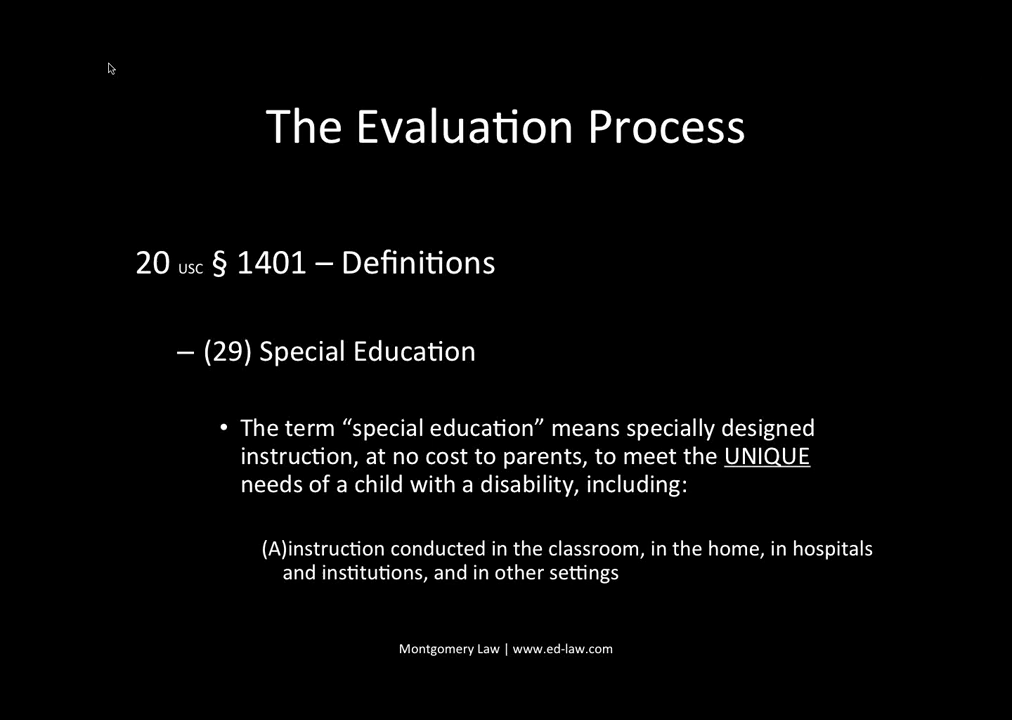 The Evaluation Process
20 USC § 1401 – Definitions
– (29) Special Education
• The term “special education” means specially designed
instruction, at no cost to parents, to meet the UNIQUE
needs of a child with a disability, including:
(A)instruction conducted in the classroom, in the home, in hospitals
and institutions, and in other settings
Montgomery Law | www.ed-law.com